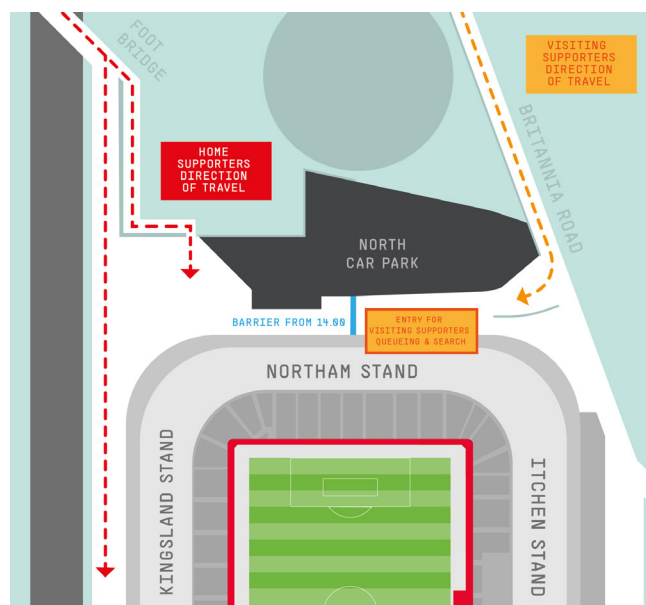 FOOT
BRIDGE
VISITING
SUPPORTERS
DIRECTION
OF TRAVEL
BRITANNIA ROAD
HOME
SUPPORTERS
DIRECTION
OF TRAVEL
NORTH
CAR PARK
BARRIER FROM 14.00
ENTRY FOR
VISITING SUPPORTERS
QUEUEING & SEARCH
NORTHAM STAND
KINGSLAND STAND
ITCHEN STAND